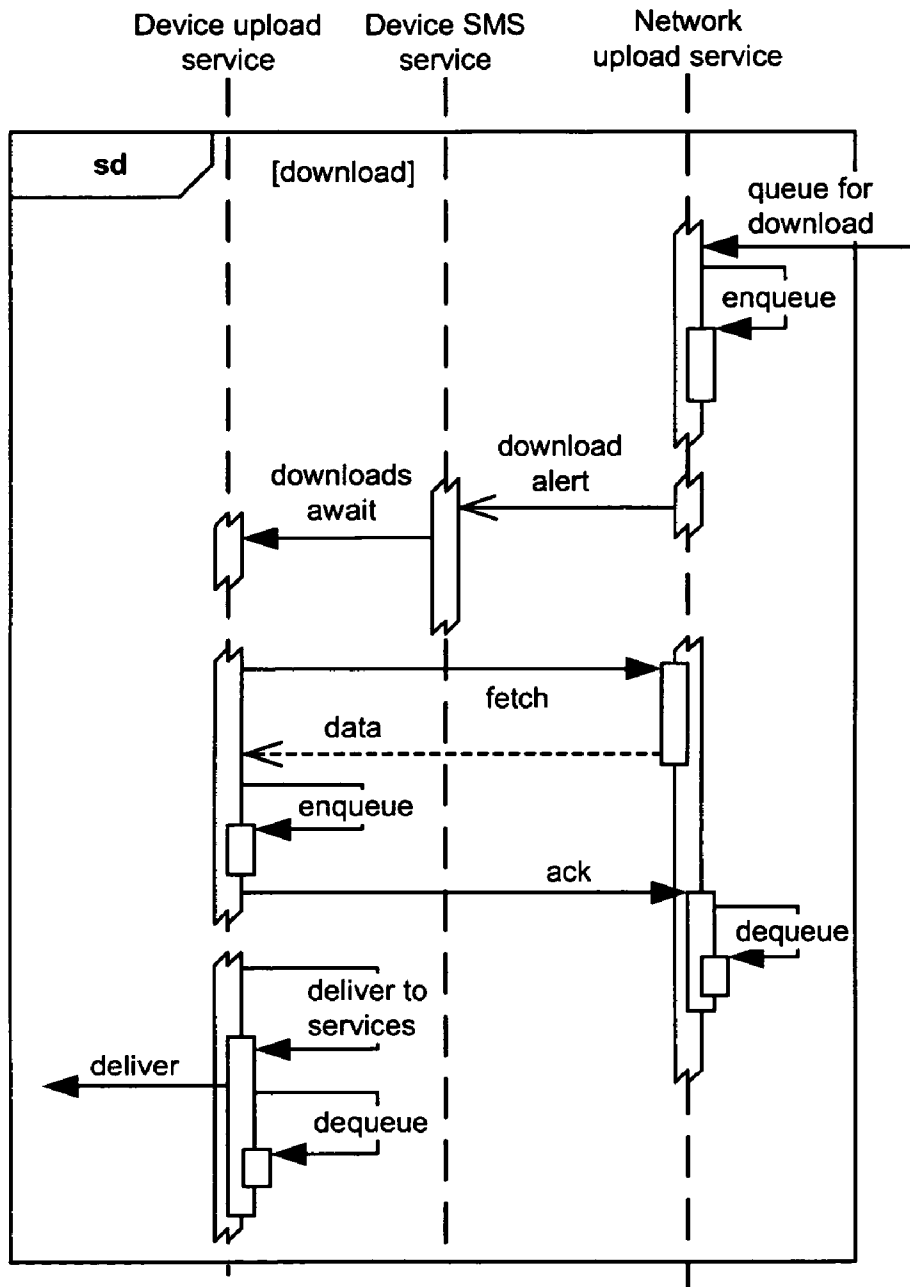 Device upload
service
Device SMS
service
Network
upload service
sd
[download]
queue for
download
enqueue
download
alert
downloads
await
fetch
data
enqueue
ack
dequeue
deliver to
services
deliver
dequeue